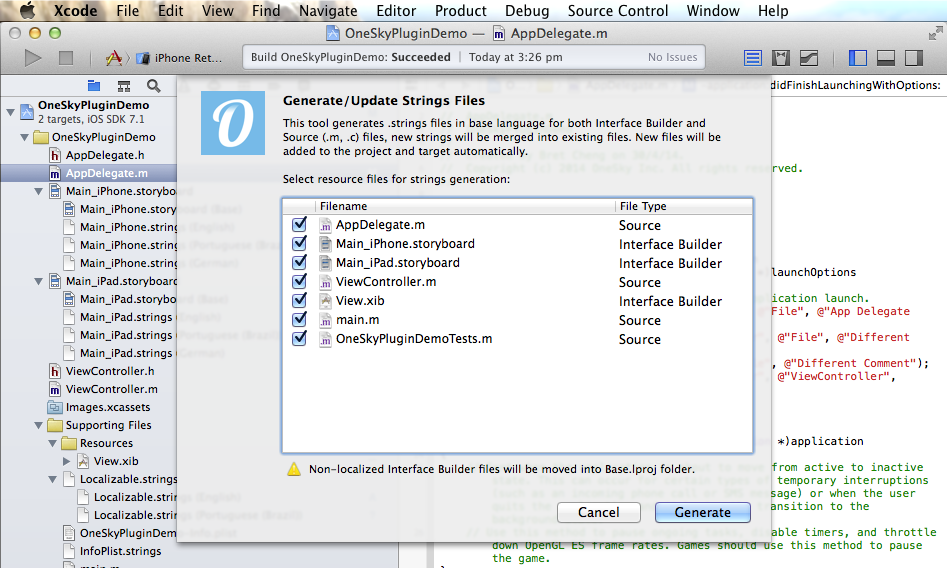 Xcode File Edit View Find Navigate Editor Product Debug Source Control Window Help
OneSkyPluginDemo — AppDelegate.m
iPhone Ret...
Build OneSkyPluginDemo: Succeeded | Today at 3:26 pm No Issues
didFinishLaunchingWithOptions:
OneSkyPluginDemo
2 targets, iOS SDK 7.1
OneSkyPluginDemo
AppDelegate.h
AppDelegate.m
Main_iPhone.storyboard
Main_iPhone.story
Main_iPhone.strings
Main_iPhone.strings
Main_iPhone.strings
Main_iPad.storyboard
Main_iPad.storyb
Main_iPad.strings
Main_iPad.strings
Main_iPad.strings
ViewController.h
ViewController.m
Images.xcassets
Supporting Files
Resources
View.xib
Localizable.strings
Localizable.strings
Localizable.strings
OneSkyPluginDemo
InfoPlist.strings
main.m
Generate/Update Strings Files
This tool generates .strings files in base language for both Interface Builder and
Source (.m, .c) files, new strings will be merged into existing files. New files will be
added to the project and target automatically.
Select resource files for strings generation:
Filename File Type
AppDelegate.m Source
Main_iPhone.storyboard Interface Builder
Main_iPad.storyboard Interface Builder
ViewController.m Source
View.xib Interface Builder
main.m Source
OneSkyPluginDemoTests.m Source
Non-localized Interface Builder files will be moved into Base.lproj folder.
Cancel Generate
served.
launchOptions
ication launch.
File", @"App Delegate
, @"File", @"Different
, @"Different Comment");
, @"ViewController",
*)application
from active to inactive
temporary interruptions
ssage) or when the user
transition to the
able timers, and throttle
down OpenGL ES frame rates. Games should use this method to pause
the game.